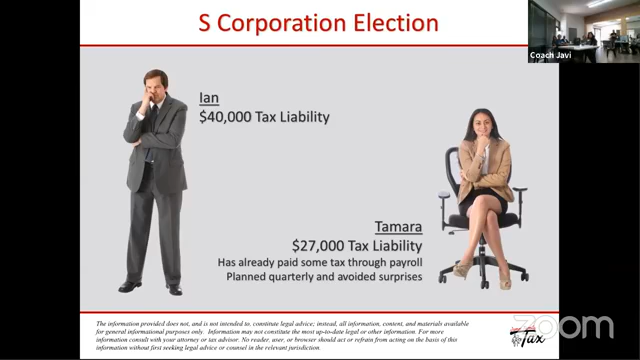 S Corporation Election
Coach Javi
Ian
$40,000 Tax Liability
Tamara
$27,000 Tax Liability
Has already paid some tax through payroll
Planned quarterly and avoided surprises
The information provided does not, and is not intended to, constitute legal advice; instead, all information, content, and materials available
for general informational purposes only. Information may not constitute the most up-to-date legal or other information. For more
information consult with your attorney or tax advisor. No reader, user, or browser should act or refrain from acting on the basis of this
information without first seeking legal advice or counsel in the relevant jurisdiction.
Tax
zoom